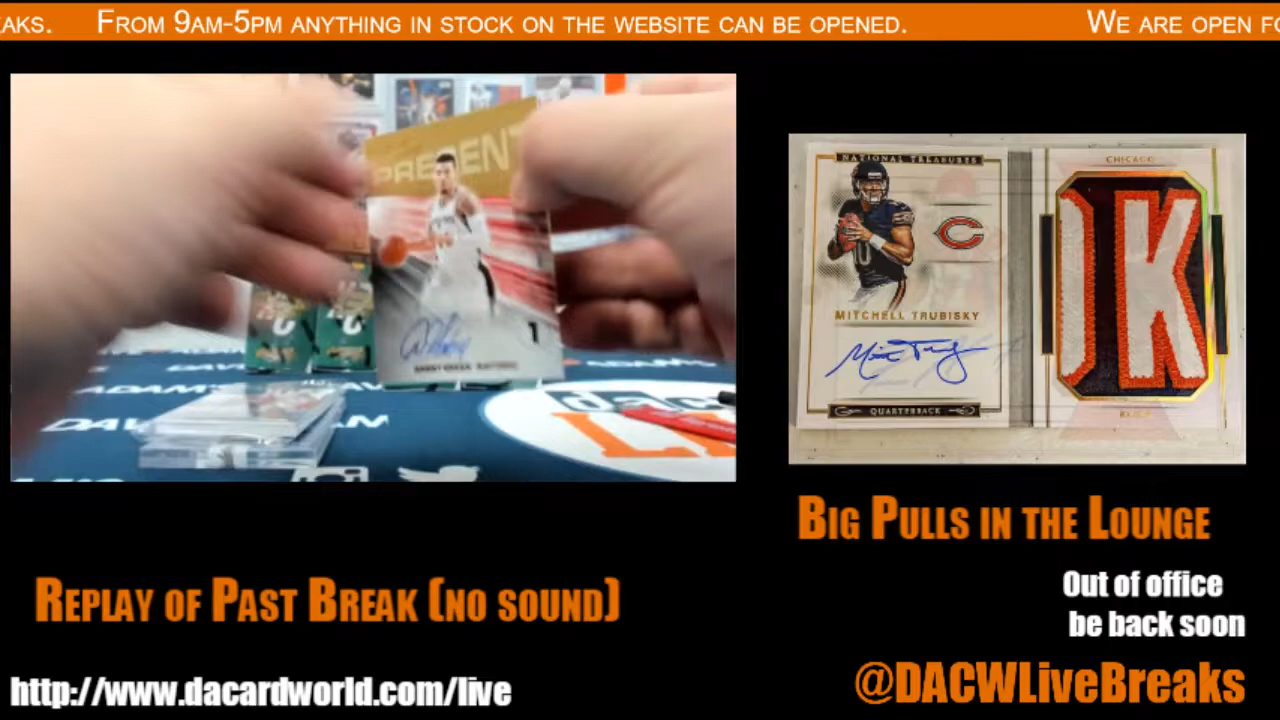 AKS. FROM 9AM-5PM ANYTHING IN STOCK ON THE WEBSITE CAN BE OPENED. WE ARE OPEN FO
PRESENT
1
NATIONAL TREASURES
MITCHELL TRUBISKY
QUARTERBACK
CHICAGO
BEARS
K
BIG PULLS IN THE LOUNGE
Out of office
be back soon
REPLAY OF PAST BREAK (NO SOUND)
http://www.dacardworld.com/live
@DACWLiveBreaks